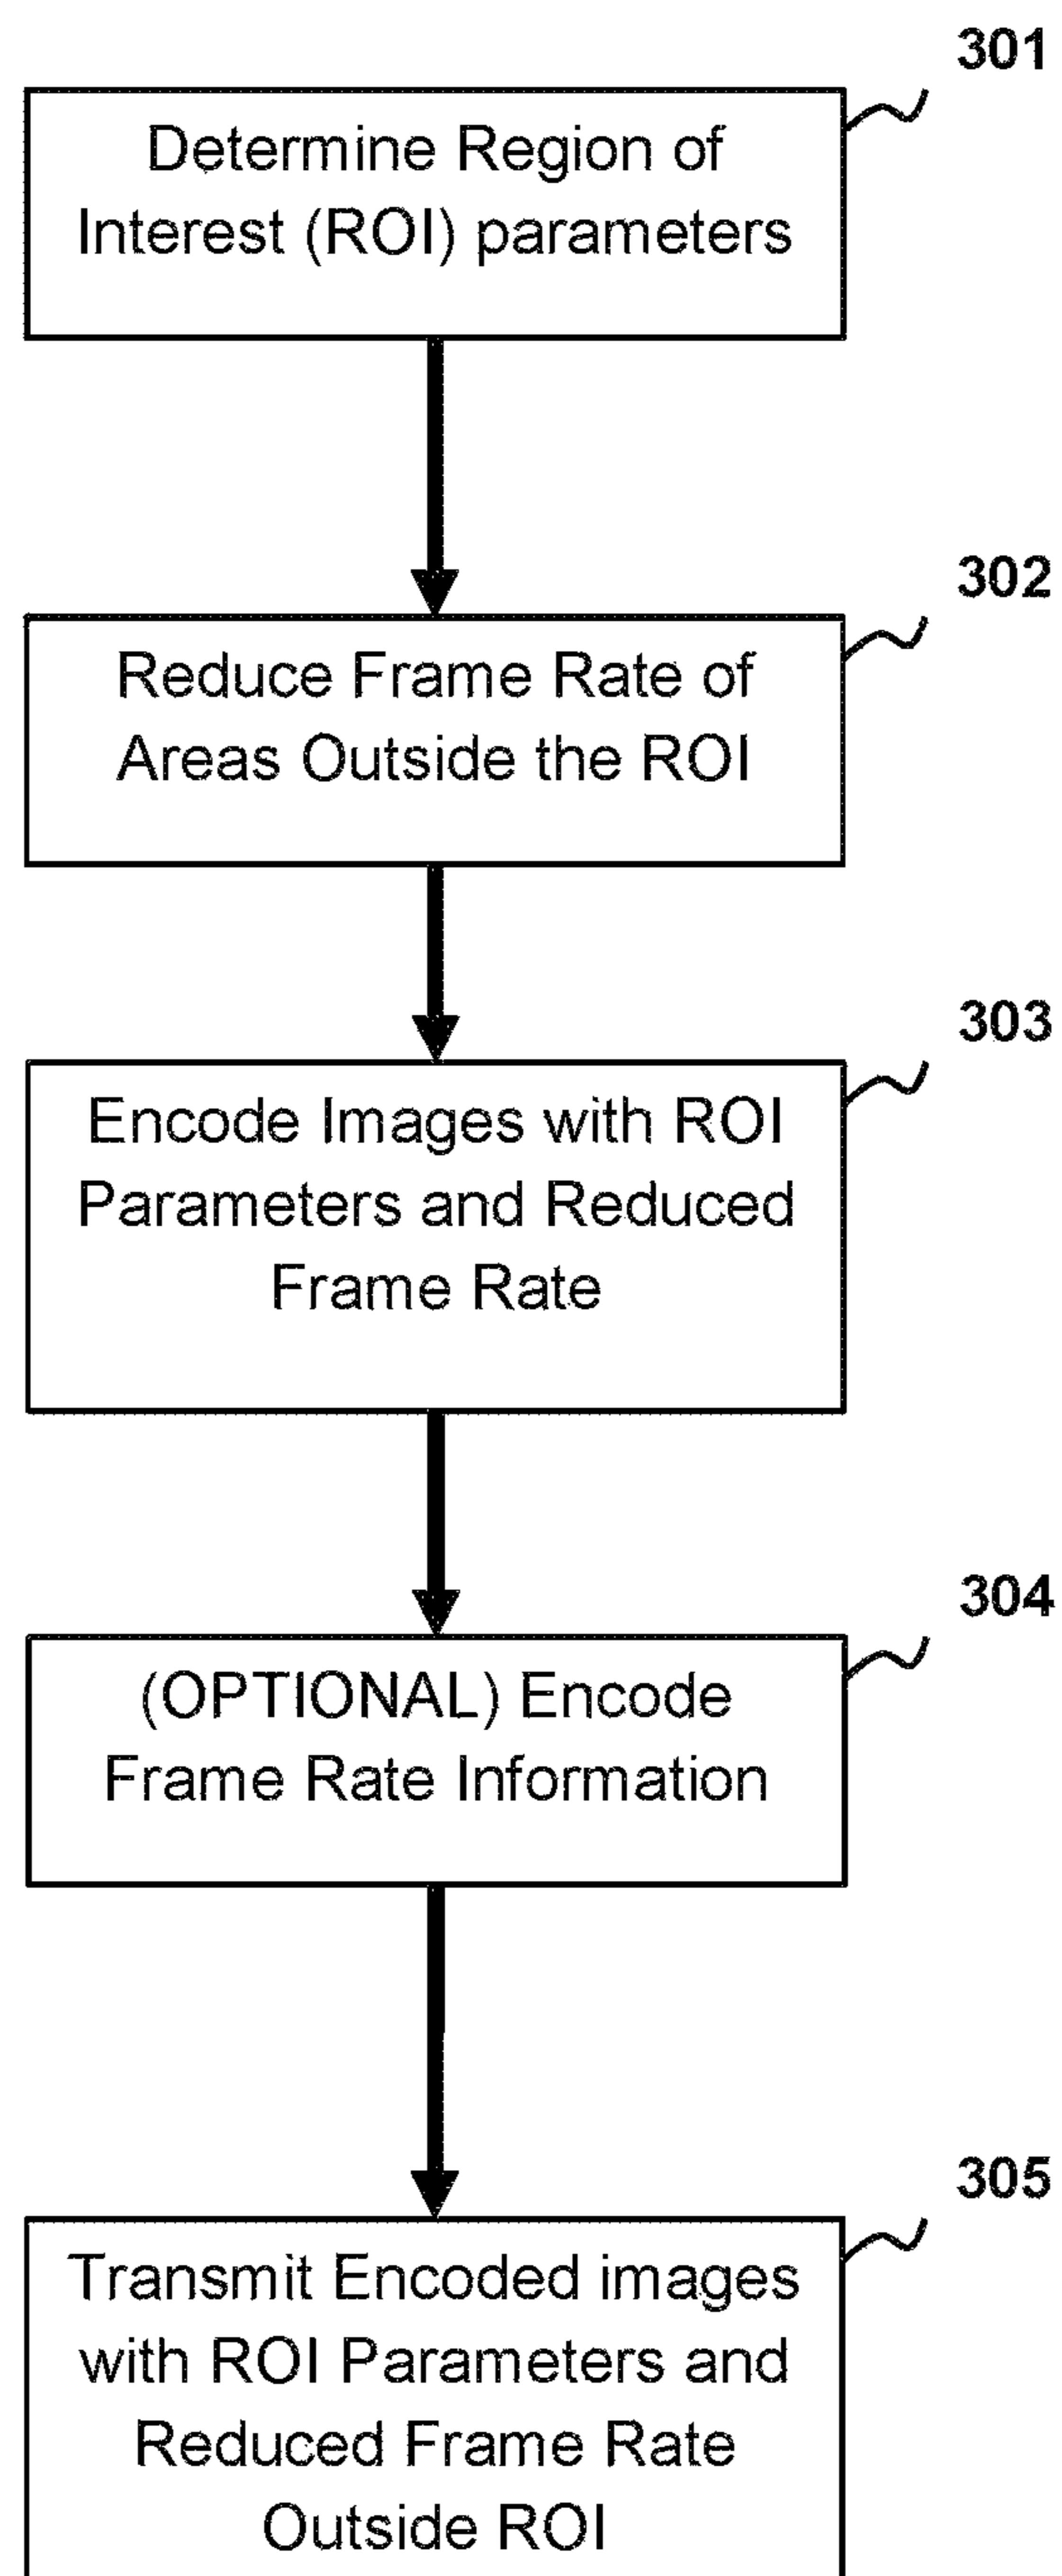 301
Determine Region of
Interest (ROI) parameters
302
Reduce Frame Rate of
Areas Outside the ROI
303
Encode Images with ROI
Parameters and Reduced
Frame Rate
304
(OPTIONAL) Encode
Frame Rate Information
305
Transmit Encoded images
with ROI Parameters and
Reduced Frame Rate
Outside ROI